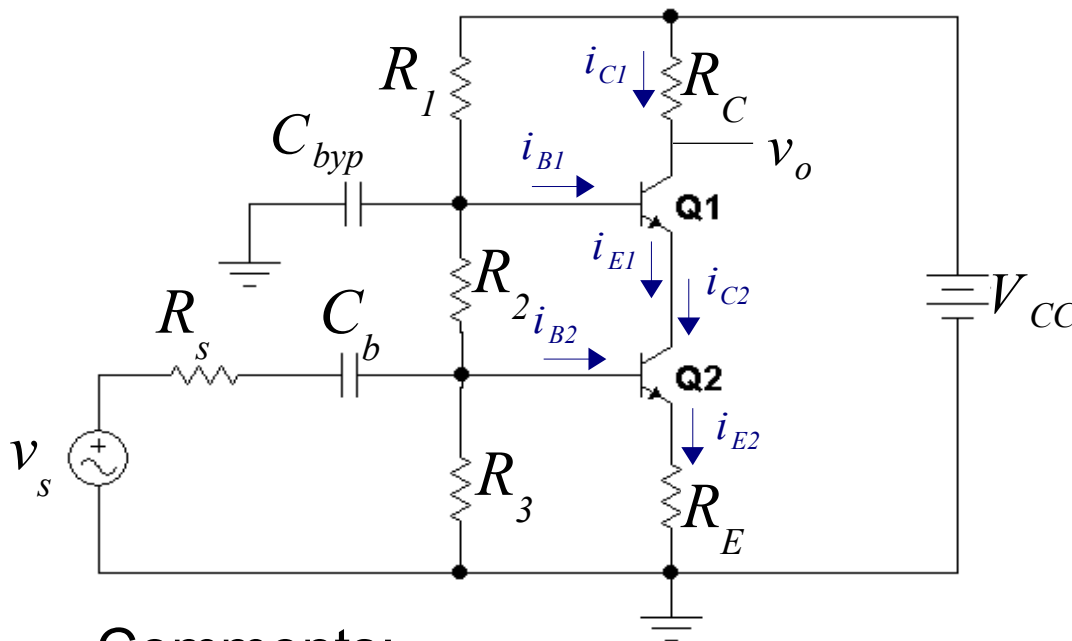 R1
iC1
RC
Cbyp
iB1
vo
Q1
iE1
R2
iC2
VCC
Rs
Cb
iB2
Q2
iE2
vs
+
R3
RE
Comments: